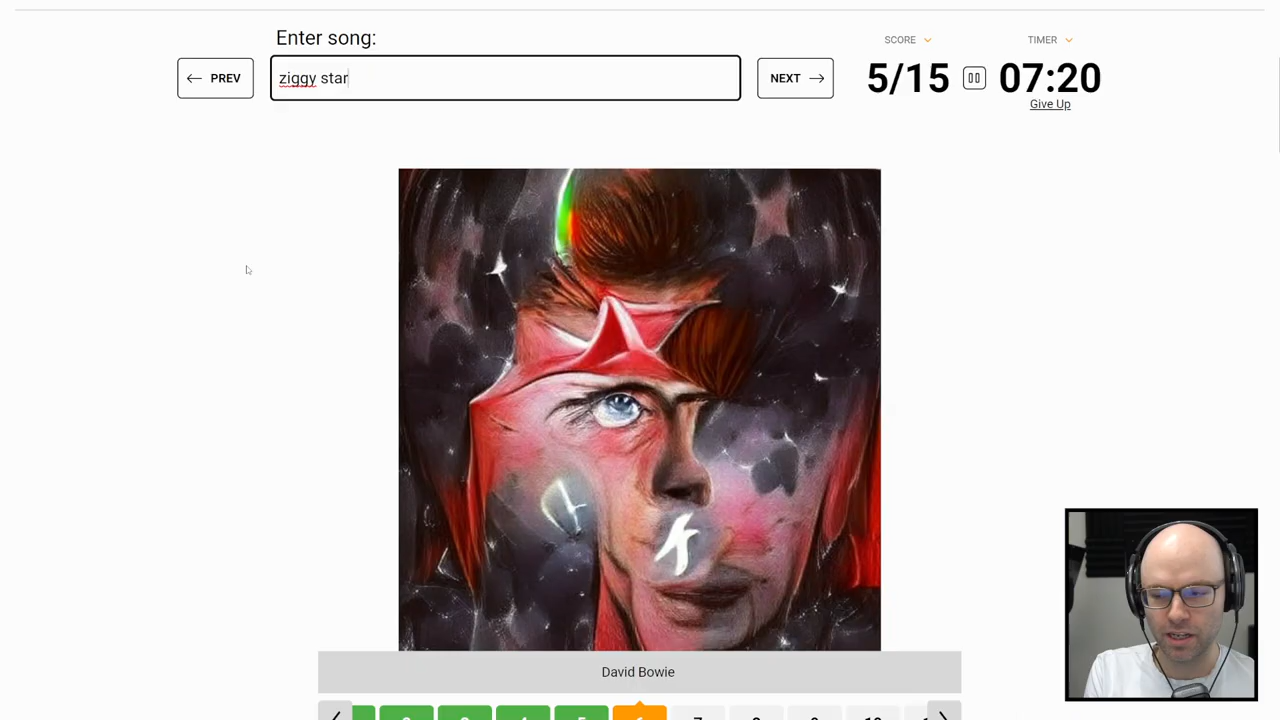 Enter song:
← PREV
ziggy star
NEXT →
SCORE
5/15
TIMER
07:20
Give Up
David Bowie